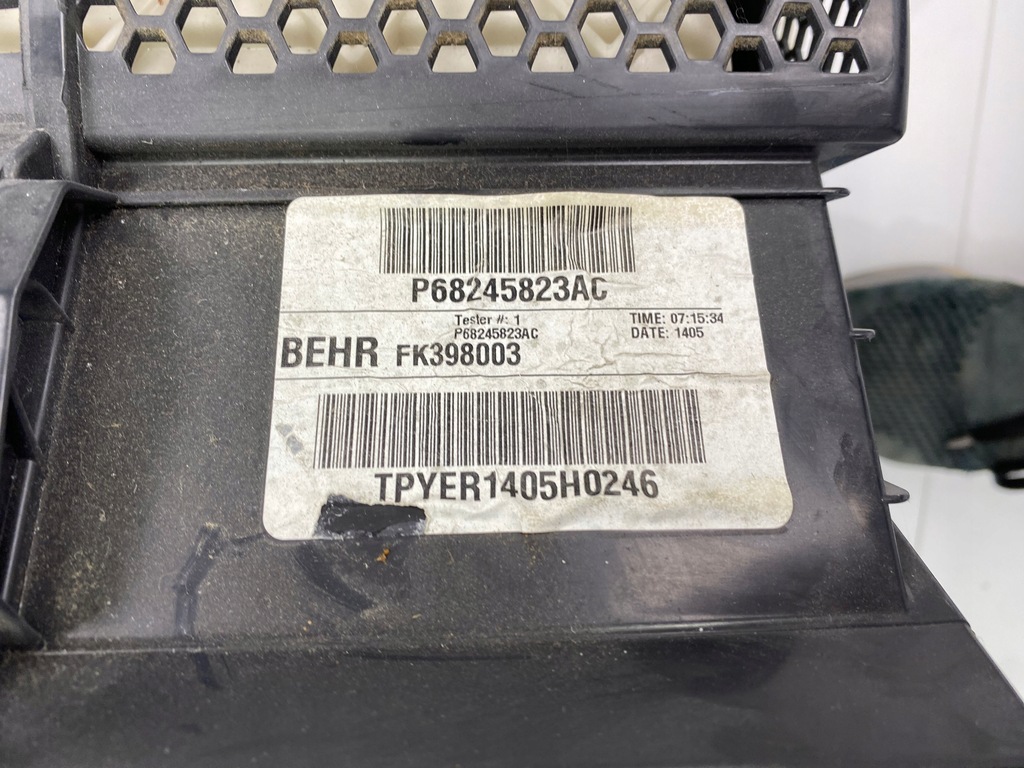 P68245823AC
Tester #: 1
P68245823AC
TIME: 07:15:34
DATE: 1405
BEHR FK398003
TPYER1405H0246